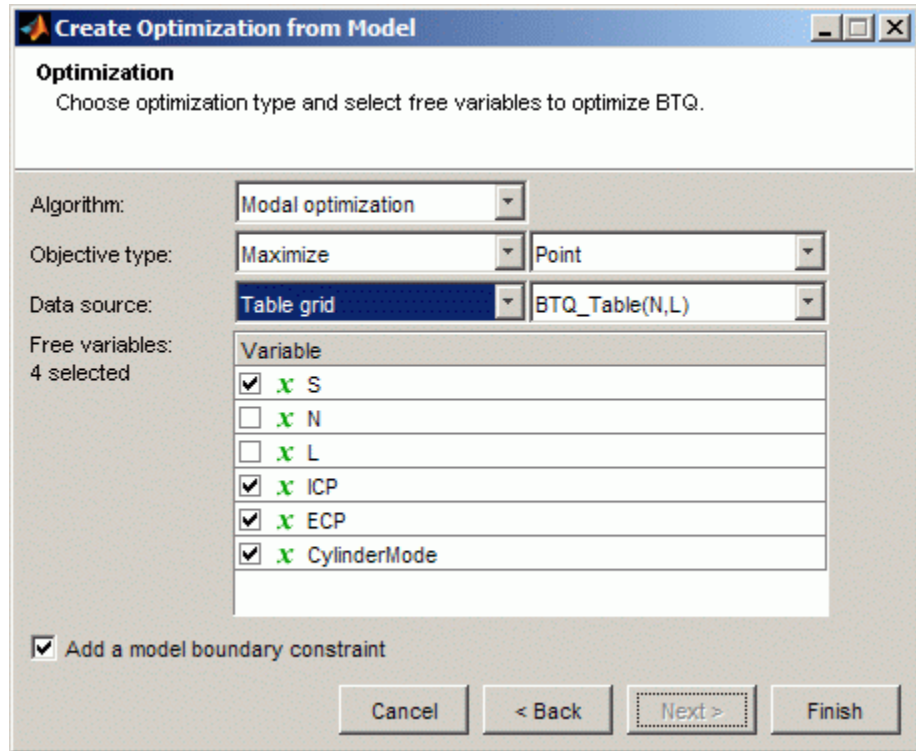 Create Optimization from Model
Optimization
Choose optimization type and select free variables to optimize BTQ.
Algorithm: Modal optimization
Objective type: Maximize Point
Data source: Table grid BTQ_Table(N,L)
Free variables:
4 selected
Variable
x S
x N
x L
x ICP
x ECP
x CylinderMode
Add a model boundary constraint
Cancel < Back Next > Finish